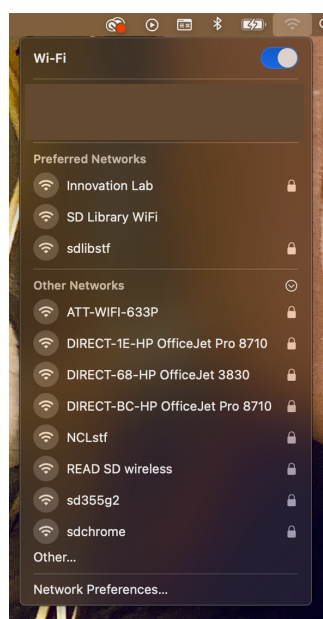 Wi-Fi
Preferred Networks
Innovation Lab
SD Library WiFi
sdlibstf
Other Networks
ATT-WIFI-633P
DIRECT-1E-HP OfficeJet Pro 8710
DIRECT-68-HP OfficeJet 3830
DIRECT-BC-HP OfficeJet Pro 8710
NCLstf
READ SD wireless
sd355g2
sdchrome
Other...
Network Preferences...